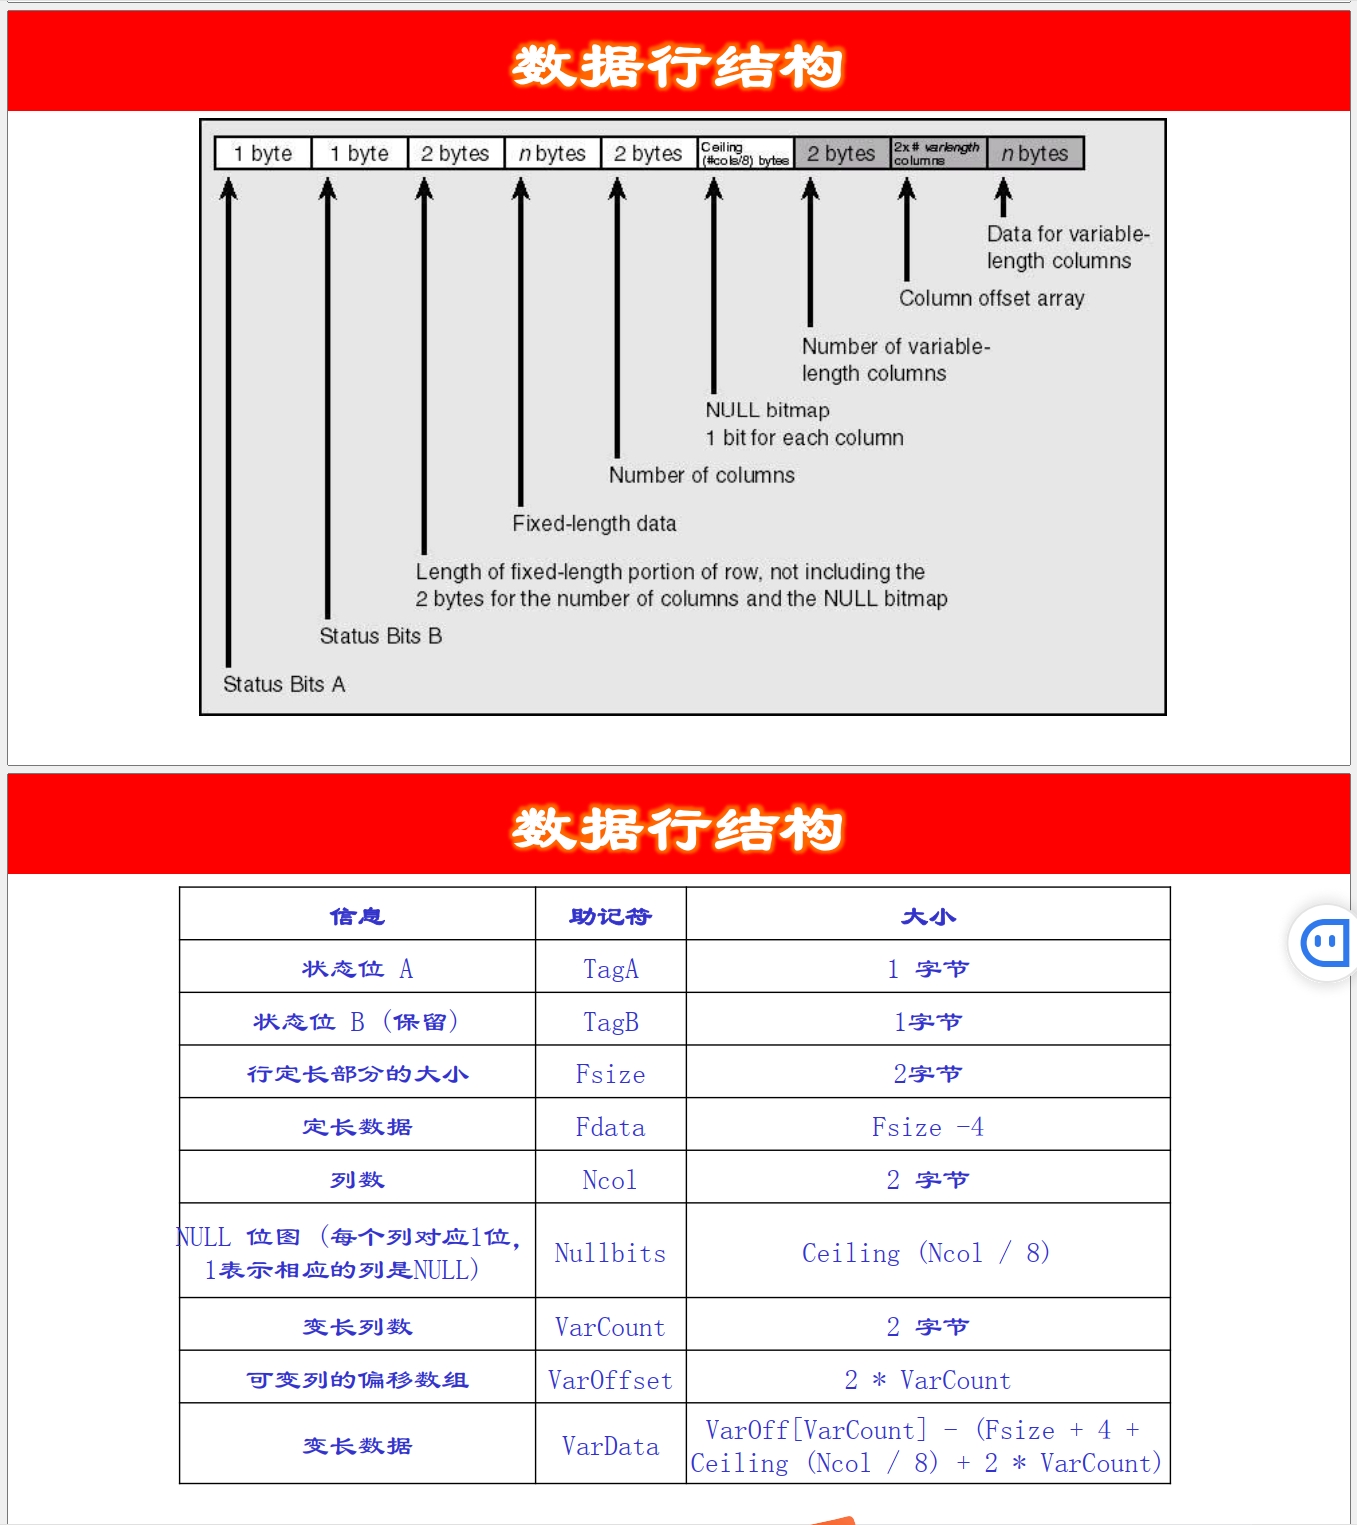 数据行结构
1 byte 1 byte 2 bytes n bytes 2 bytes Ceiling (#cols/8) bytes 2 bytes 2x# varlength columns n bytes
Data for variable-
length columns
Column offset array
Number of variable-
length columns
NULL bitmap
1 bit for each column
Number of columns
Fixed-length data
Length of fixed-length portion of row, not including the
2 bytes for the number of columns and the NULL bitmap
Status Bits B
Status Bits A
数据行结构
信息 助记符 大小
状态位 A TagA 1 字节
状态位 B (保留) TagB 1字节
行定长部分的大小 Fsize 2字节
定长数据 Fdata Fsize -4
列数 Ncol 2 字节
NULL 位图 (每个列对应1位,
1表示相应的列是NULL) Nullbits Ceiling (Ncol / 8)
变长列数 VarCount 2 字节
可变列的偏移数组 VarOffset 2 * VarCount
变长数据 VarData VarOff[VarCount] - (Fsize + 4 +
Ceiling (Ncol / 8) + 2 * VarCount)